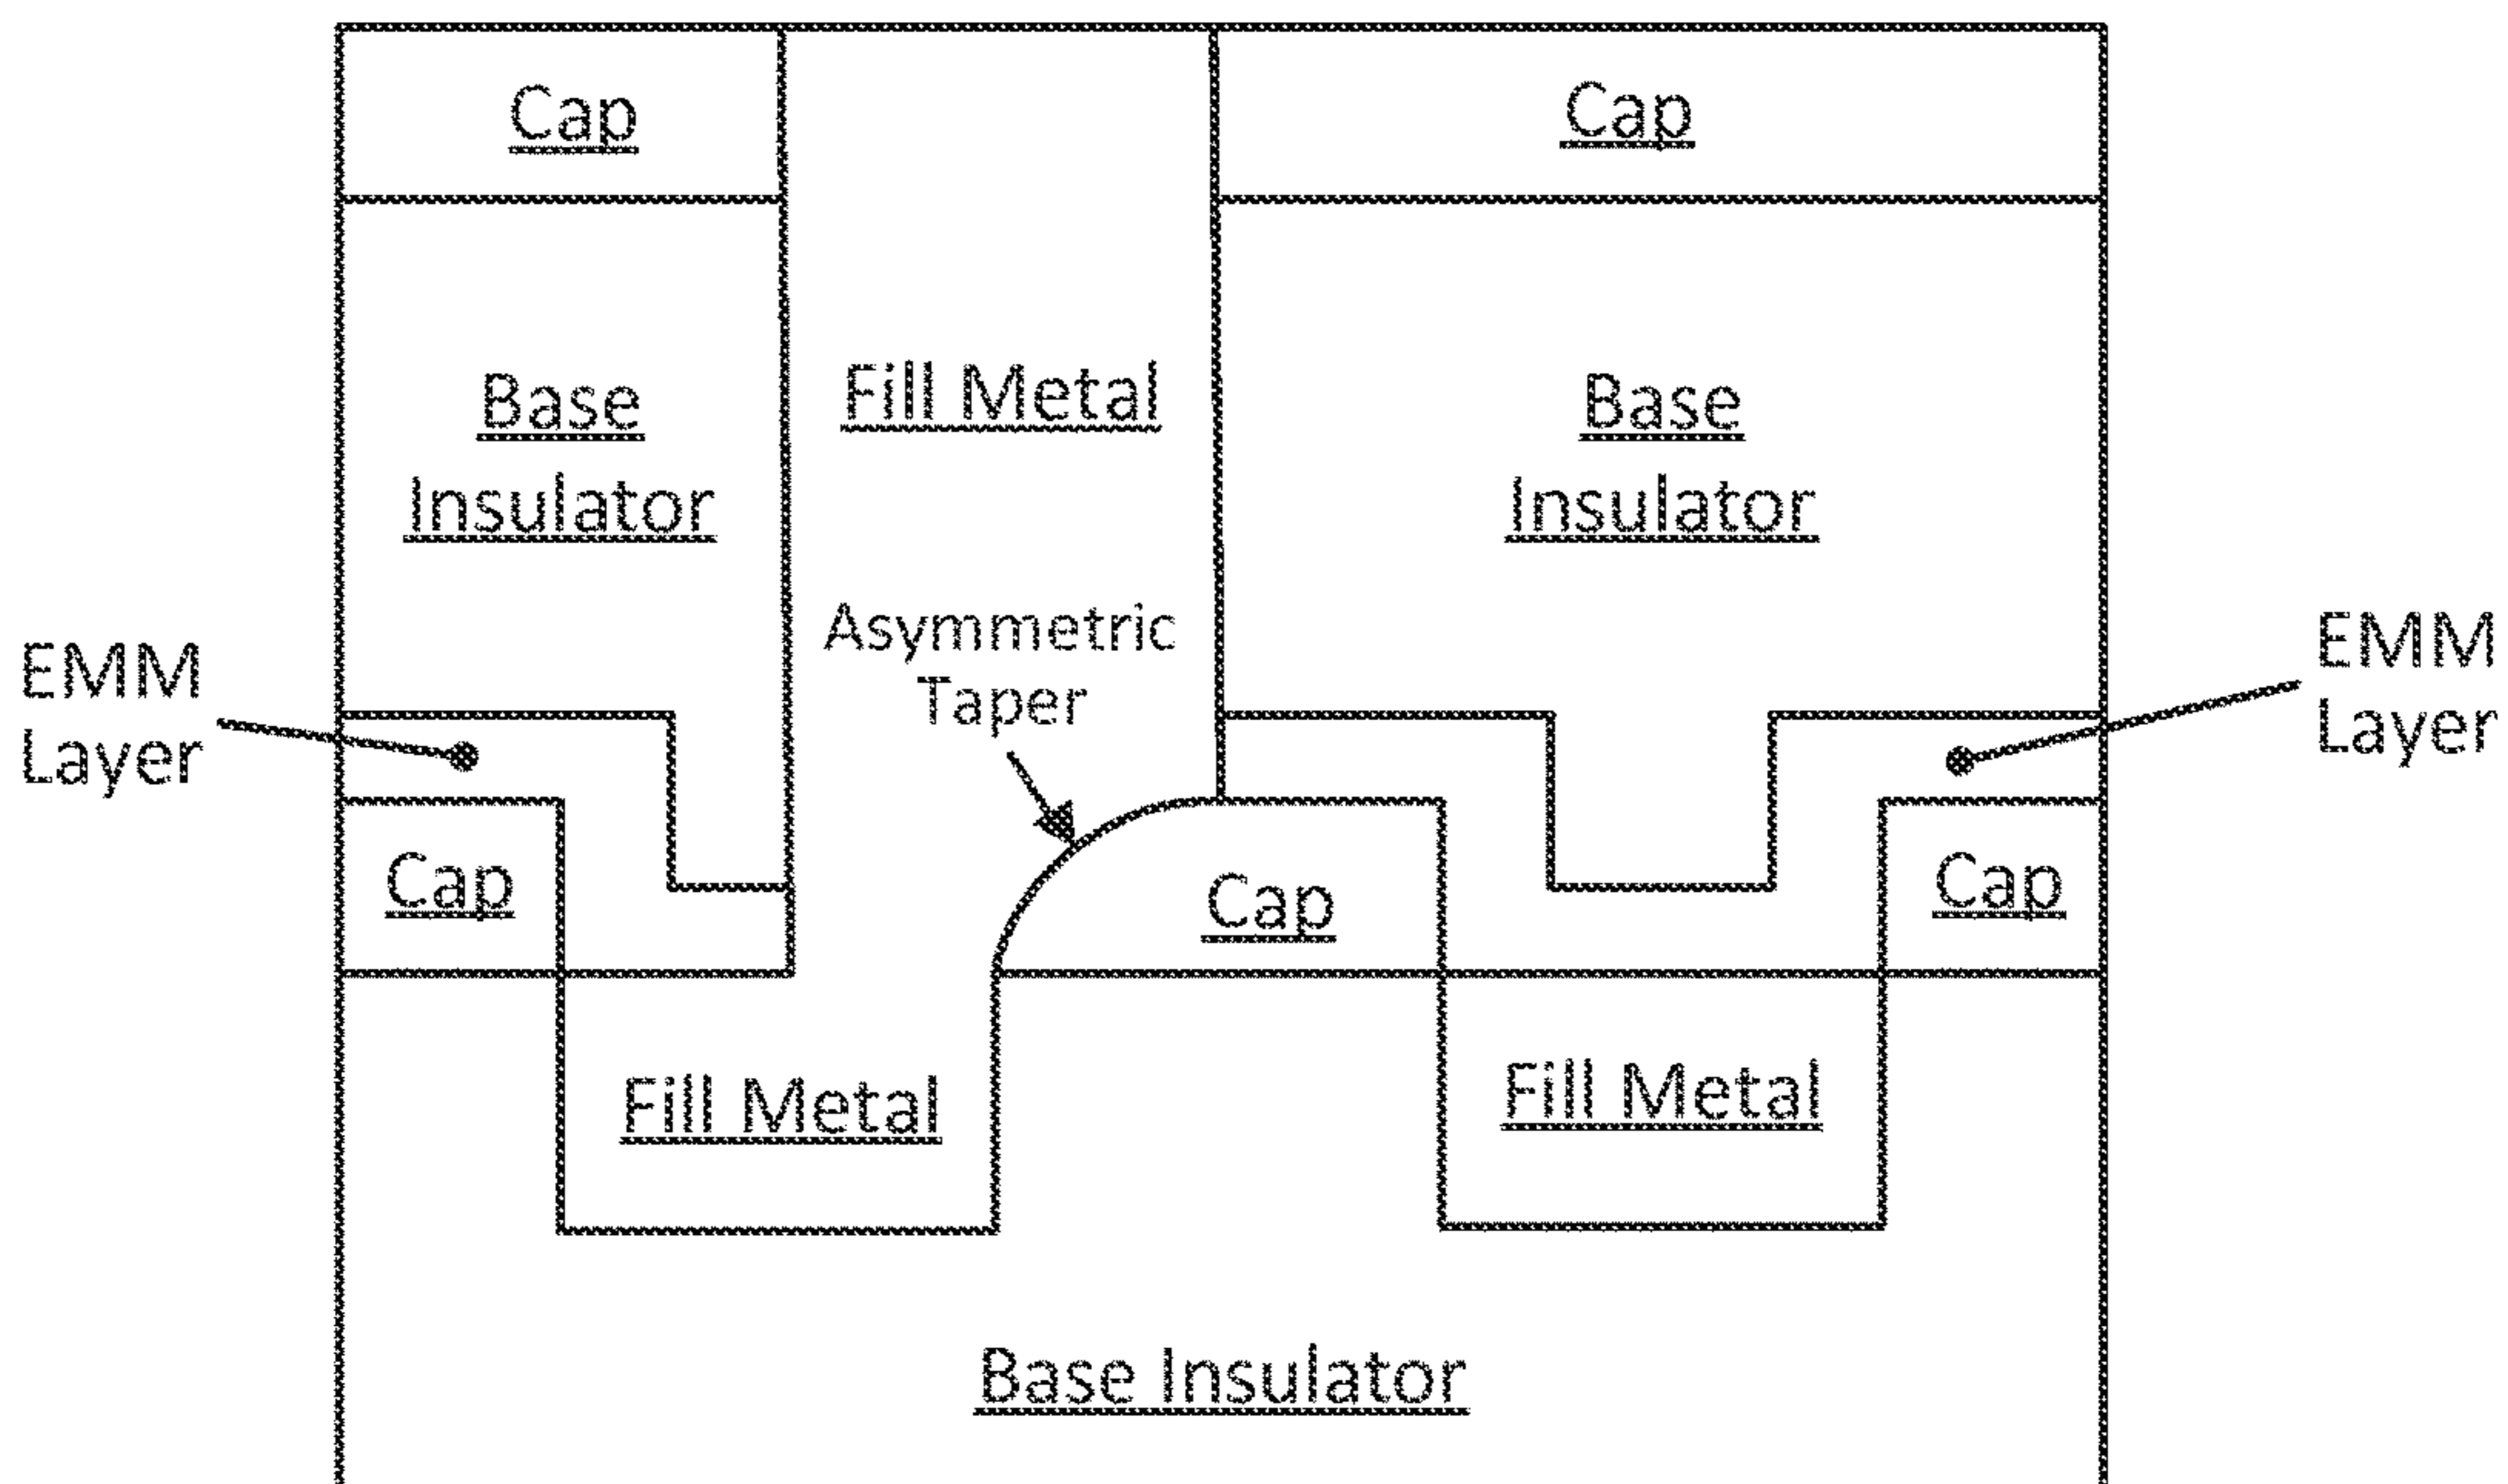 Cap
Cap
Base
Insulator
Fill Metal
Base
Insulator
EMM
Layer
Asymmetric
Taper
EMM
Layer
Cap
Cap
Cap
Fill Metal
Fill Metal
Base Insulator